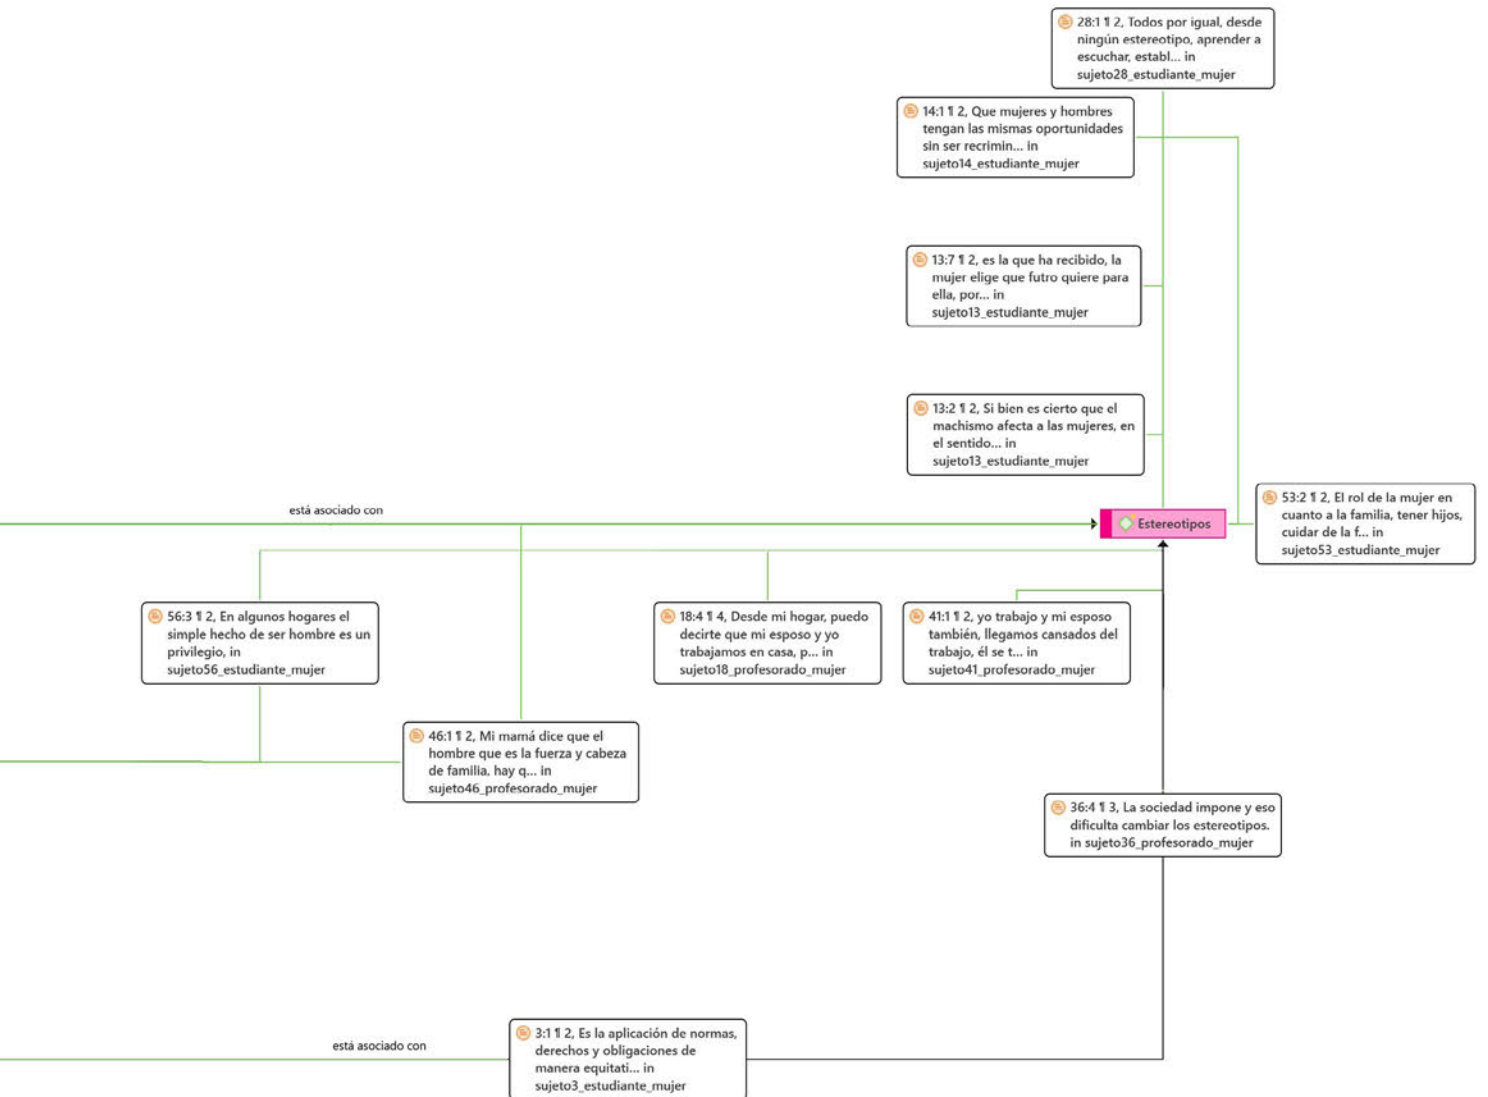 28:1 ¶ 2, Todos por igual, desde
ningún estereotipo, aprender a
escuchar, establ... in
sujeto28_estudiante_mujer
14:1 ¶ 2, Que mujeres y hombres
tengan las mismas oportunidades
sin ser recrimin... in
sujeto14_estudiante_mujer
13:7 ¶ 2, es la que ha recibido, la
mujer elige que futro quiere para
ella, por... in
sujeto13_estudiante_mujer
13:2 ¶ 2, Si bien es cierto que el
machismo afecta a las mujeres, en
el sentido... in
sujeto13_estudiante_mujer
está asociado con
Estereotipos
53:2 ¶ 2, El rol de la mujer en
cuanto a la familia, tener hijos,
cuidar de la f... in
sujeto53_estudiante_mujer
56:3 ¶ 2, En algunos hogares el
simple hecho de ser hombre es un
privilegio, in
sujeto56_estudiante_mujer
18:4 ¶ 4, Desde mi hogar, puedo
decirte que mi esposo y yo
trabajamos en casa, p... in
sujeto18_profesorado_mujer
41:1 ¶ 2, yo trabajo y mi esposo
también, llegamos cansados del
trabajo, él se t... in
sujeto41_profesorado_mujer
46:1 ¶ 2, Mi mamá dice que el
hombre que es la fuerza y cabeza
de familia, hay q... in
sujeto46_profesorado_mujer
36:4 ¶ 3, La sociedad impone y eso
dificulta cambiar los estereotipos.
in sujeto36_profesorado_mujer
está asociado con
3:1 ¶ 2, Es la aplicación de normas,
derechos y obligaciones de
manera equitati... in
sujeto3_estudiante_mujer